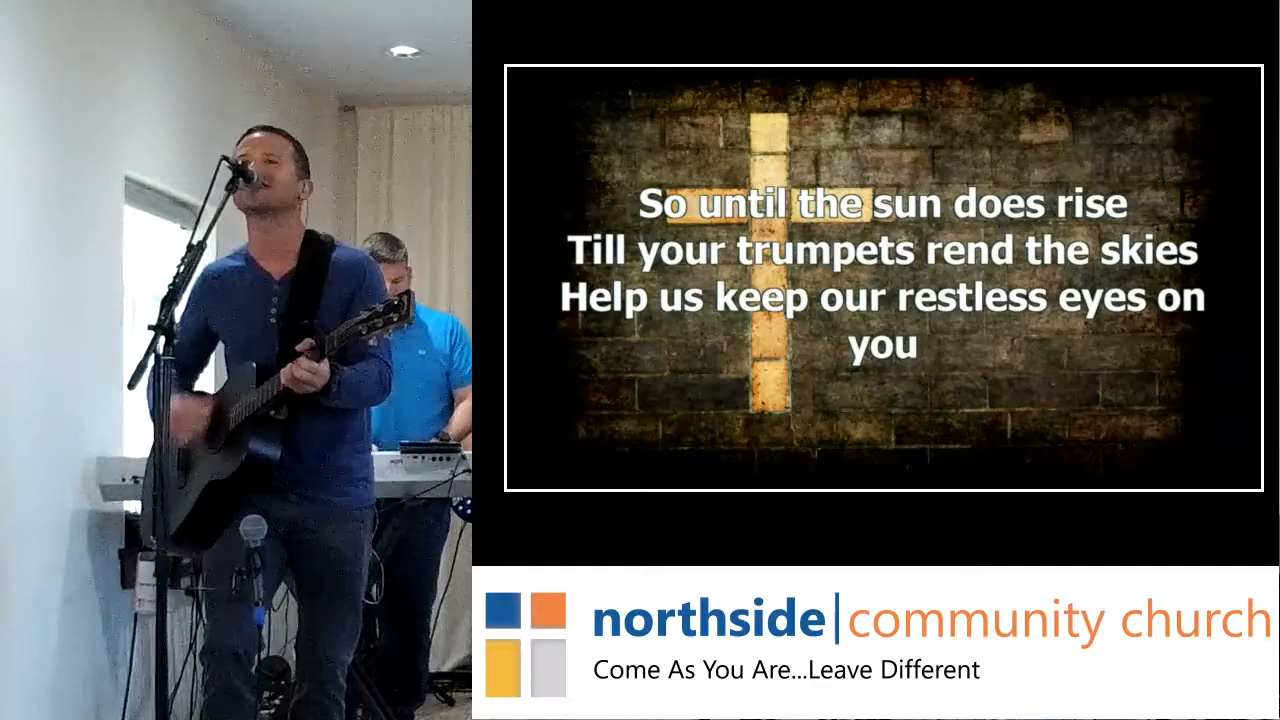 So until the sun does rise
Till your trumpets rend the skies
Help us keep our restless eyes on
you
northside|community church
Come As You Are...Leave Different